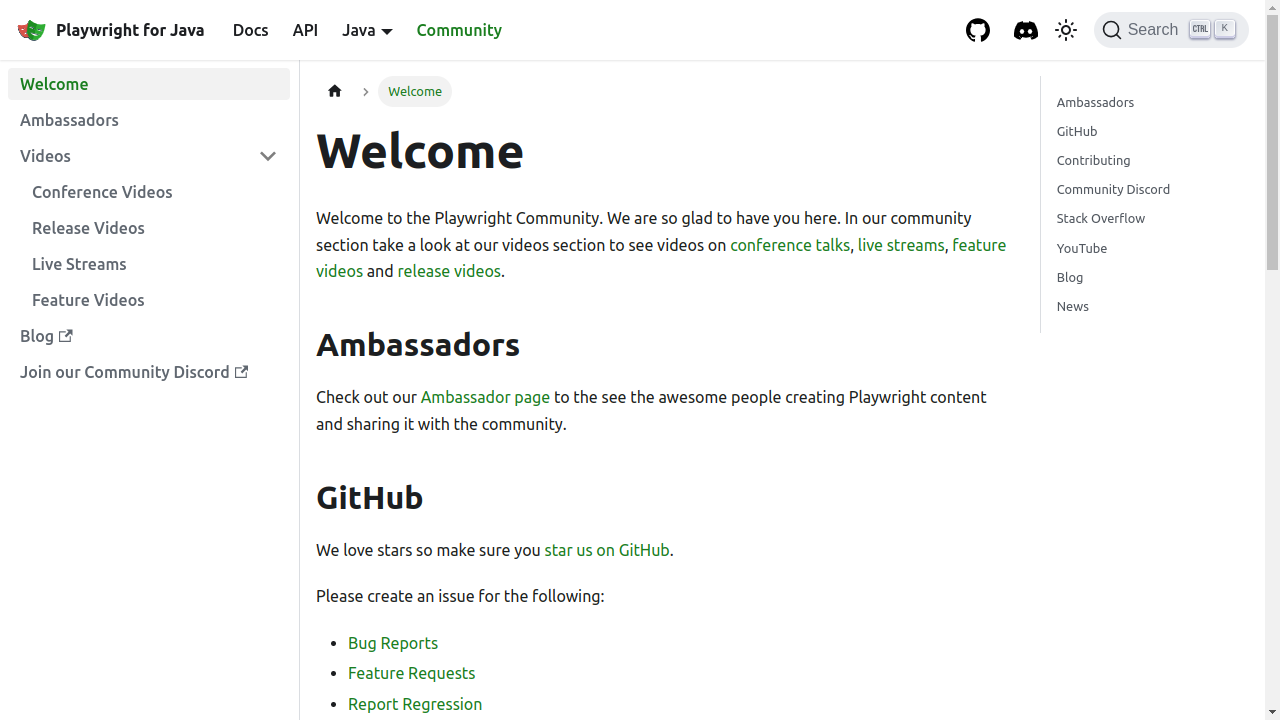 Playwright for Java
Docs
API
Java
Community
Search
CTRL
K
Welcome
Ambassadors
Videos
Conference Videos
Release Videos
Live Streams
Feature Videos
Blog
Join our Community Discord
Welcome
Welcome
Welcome to the Playwright Community. We are so glad to have you here. In our community
section take a look at our videos section to see videos on conference talks, live streams, feature
videos and release videos.
Ambassadors
Check out our Ambassador page to the see the awesome people creating Playwright content
and sharing it with the community.
GitHub
We love stars so make sure you star us on GitHub.
Please create an issue for the following:
Bug Reports
Feature Requests
Report Regression
Ambassadors
GitHub
Contributing
Community Discord
Stack Overflow
YouTube
Blog
News